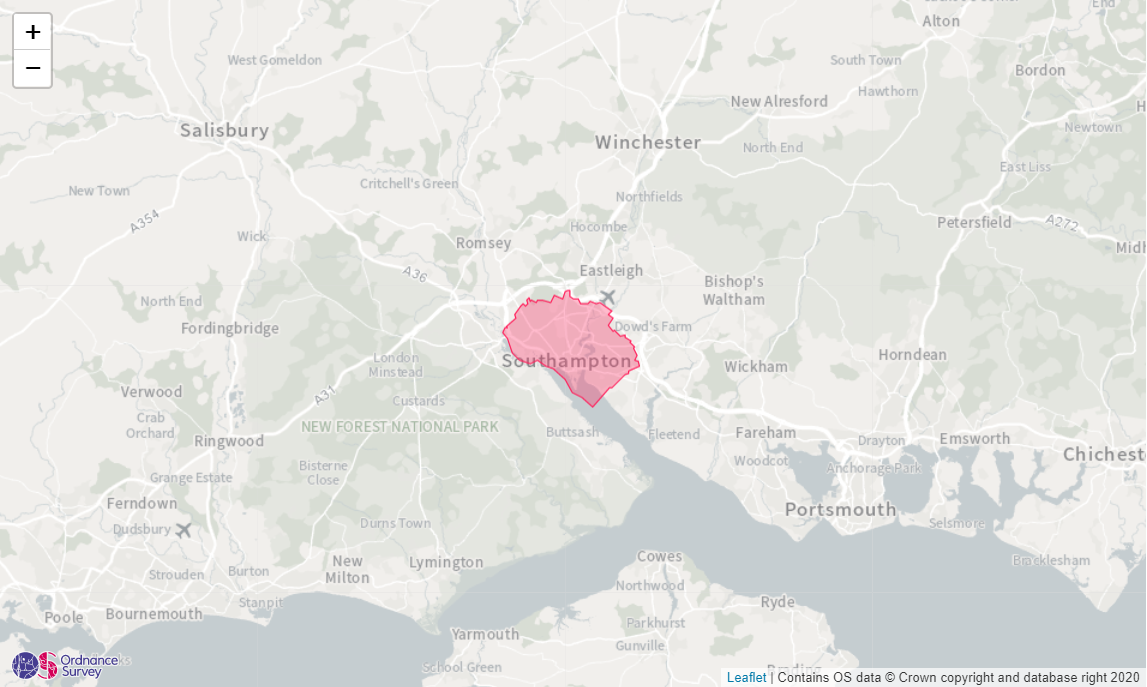 +
−
Alton
West Gomeldon
South Town
Bordon
Hawthorn
New Alresford
Salisbury
Winchester
North End
Newtown
East Liss
Critchell's Green
New Town
Northfields
A354
Petersfield
A272
Hocombe
Wick
Romsey
A36
Eastleigh
Bishop's
Waltham
North End
Fordingbridge
Dowd's Farm
London
Minstead
Southampton
Horndean
Wickham
A31
Verwood
Custards
Crab
Orchard
NEW FOREST NATIONAL PARK
Buttsash
Fleetend
Fareham
Drayton
Emsworth
Ringwood
Woodcot
Anchorage Park
Chichest
Bisterne
Close
Grange Estate
Ferndown
Portsmouth
Dudsbury
Durns Town
Selsmore
New
Milton
Lymington
Cowes
Bracklesham
Strouden
Burton
Northwood
Stanpit
Ryde
Poole
Bournemouth
Parkhurst
Yarmouth
Gunville
School Green
Ordnance
Survey
Leaflet | Contains OS data © Crown copyright and database right 2020